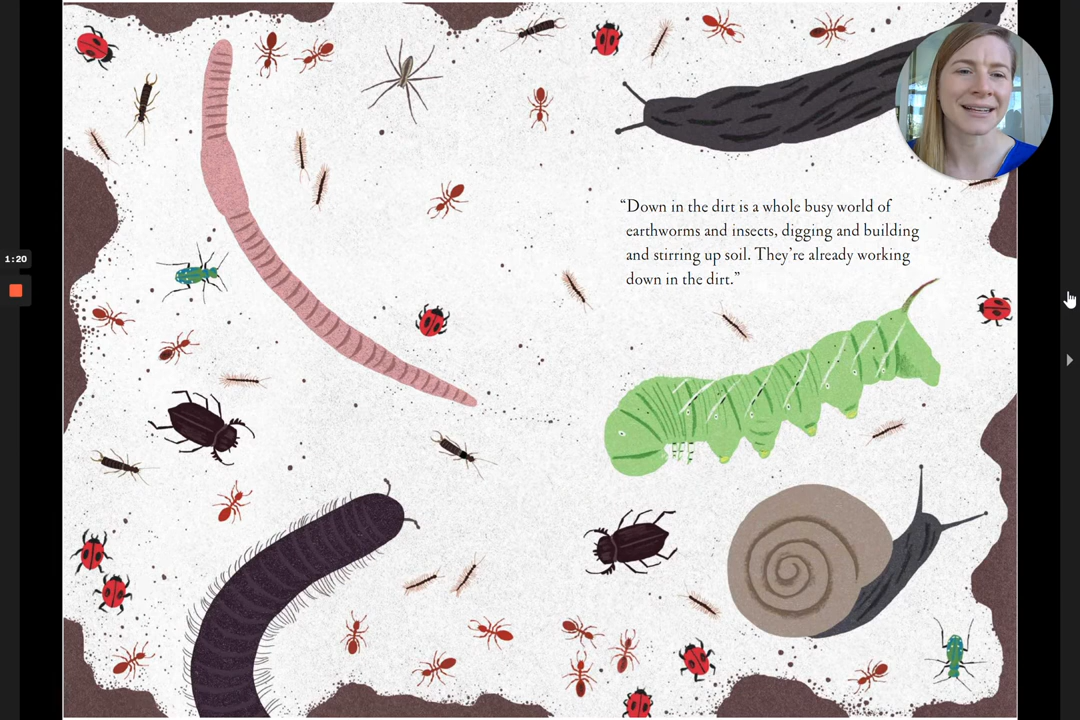 1:20
“Down in the dirt is a whole busy world of
earthworms and insects, digging and building
and stirring up soil. They’re already working
down in the dirt.”